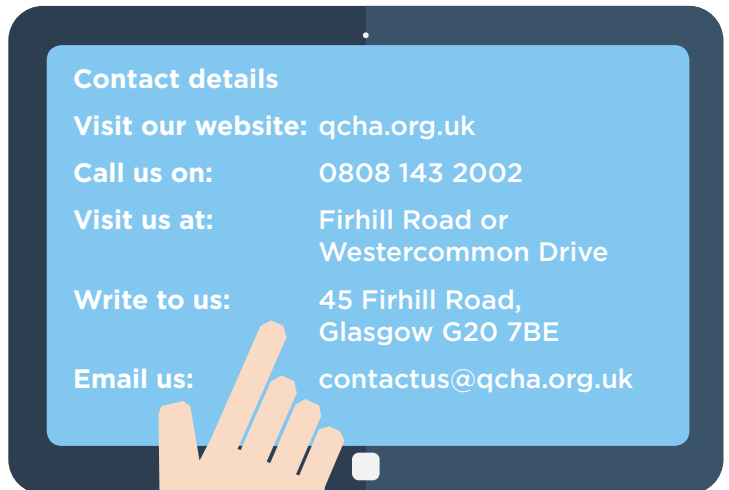 Contact details
Visit our website: qcha.org.uk
Call us on: 0808 143 2002
Visit us at: Firhill Road or
Westercommon Drive
Write to us: 45 Firhill Road,
Glasgow G20 7BE
Email us: contactus@qcha.org.uk